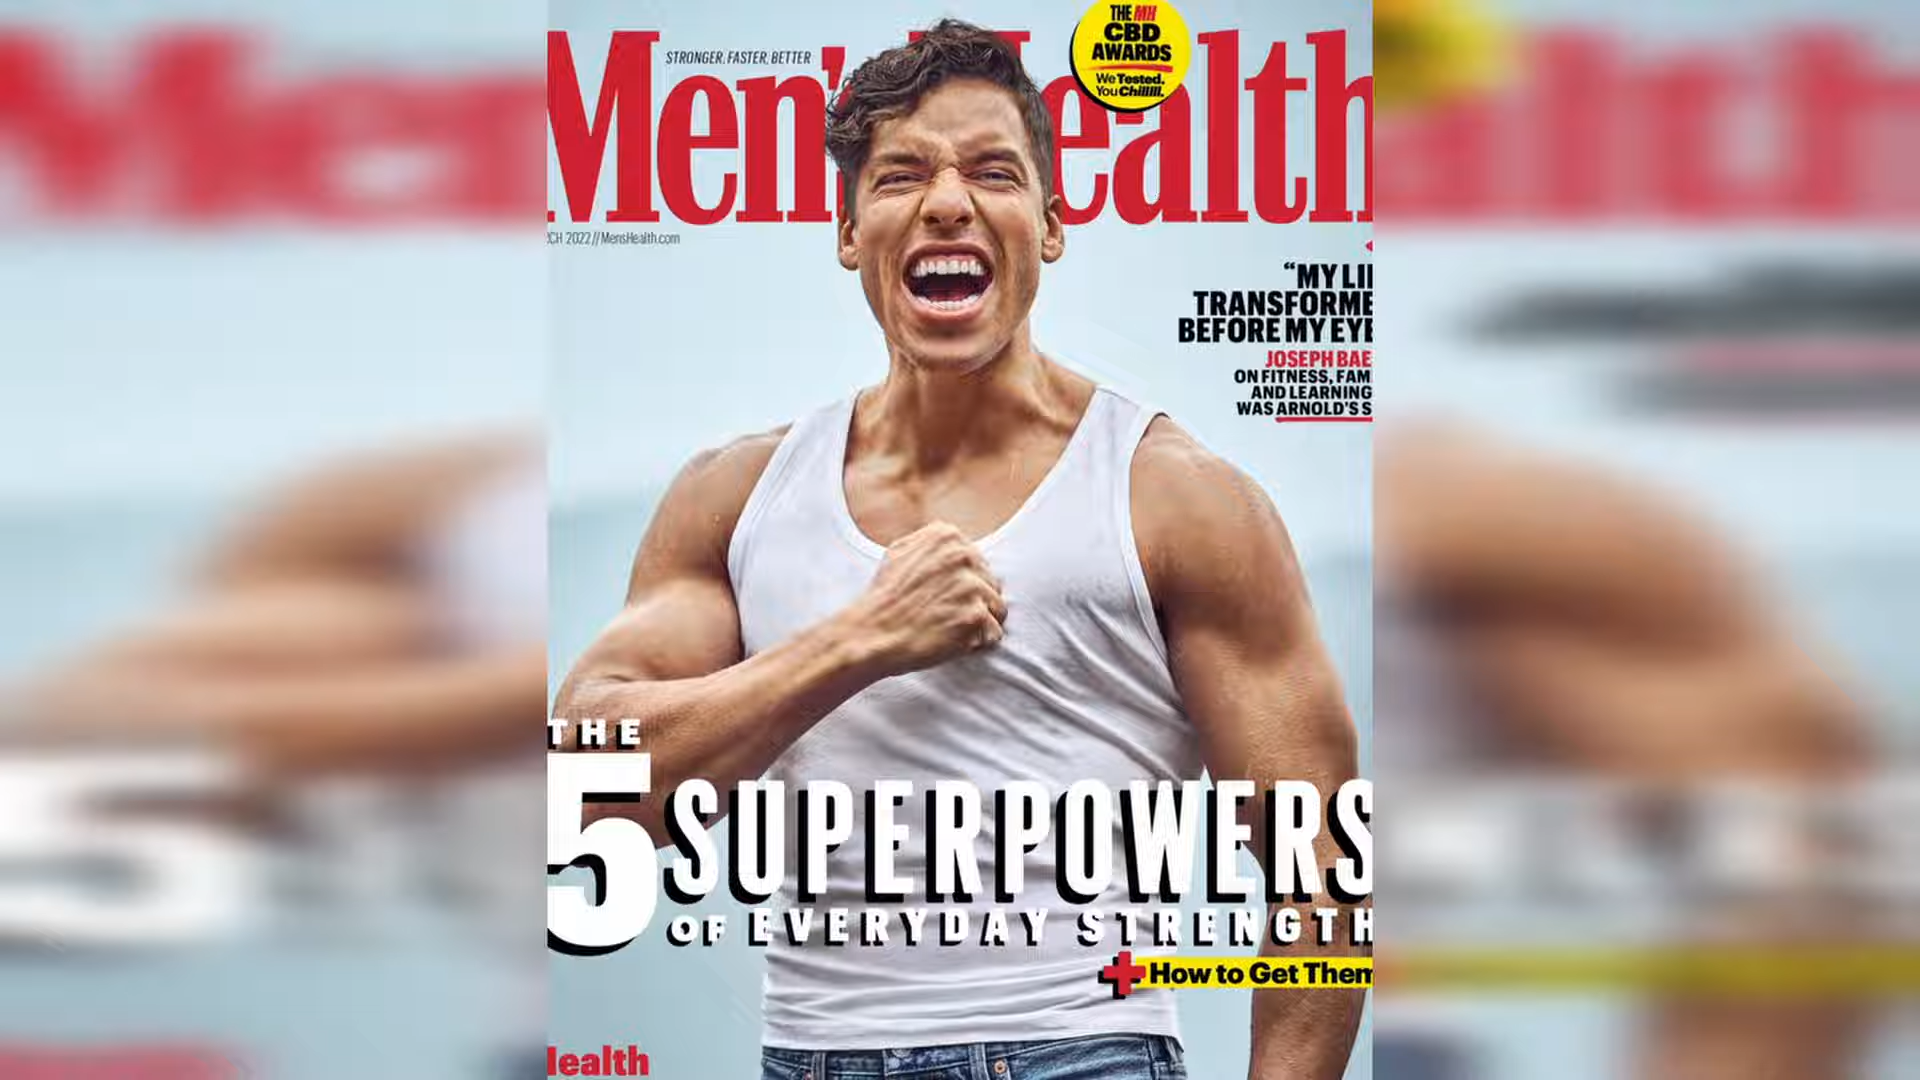 THE MH
CBD
AWARDS
We Tested.
You Chillllll.
STRONGER. FASTER. BETTER
Men's Health
CH 2022//MensHealth.com
“MY LI
TRANSFORME
BEFORE MY EYE
JOSEPH BAE
ON FITNESS, FAM
AND LEARNING
WAS ARNOLD'S S
THE
5 SUPERPOWERS
OF EVERYDAY STRENGTH
+ How to Get Them
Health